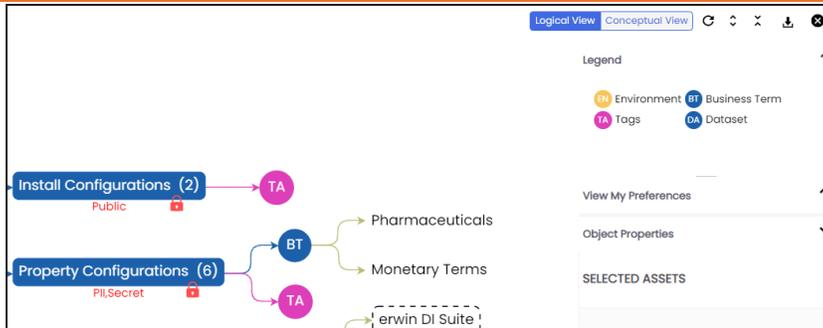 Logical View Conceptual View
Legend
EN Environment BT Business Term
TA Tags DA Dataset
Install Configurations (2) TA
Public
View My Preferences
Pharmaceuticals
Object Properties
BT
Property Configurations (6) Monetary Terms
SELECTED ASSETS
PII,Secret
TA
erwin DI Suite